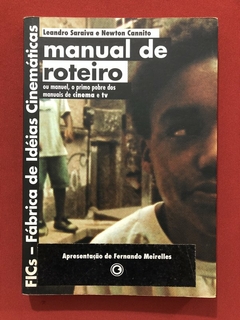 Leandro Saraiva e Newton Cannito
manual de
roteiro
ou manuel, o primo pobre dos
manuais de cinema e tv
FICs – Fábrica de Idéias Cinemáticas
Apresentação de Fernando Meirelles